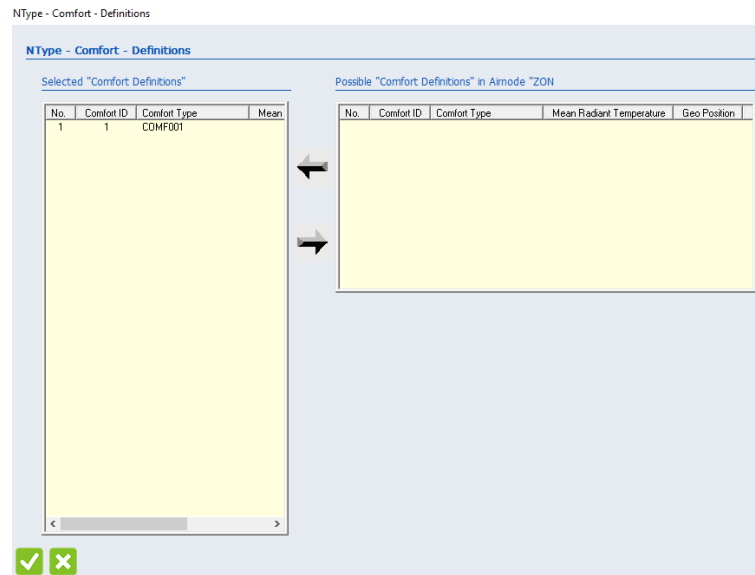 NType - Comfort - Definitions
NType - Comfort - Definitions
Selected "Comfort Definitions"
Possible "Comfort Definitions" in Airnode "ZON
No. Comfort ID Comfort Type Mean
1 1 COMF001
No. Comfort ID Comfort Type Mean Radiant Temperature Geo Position